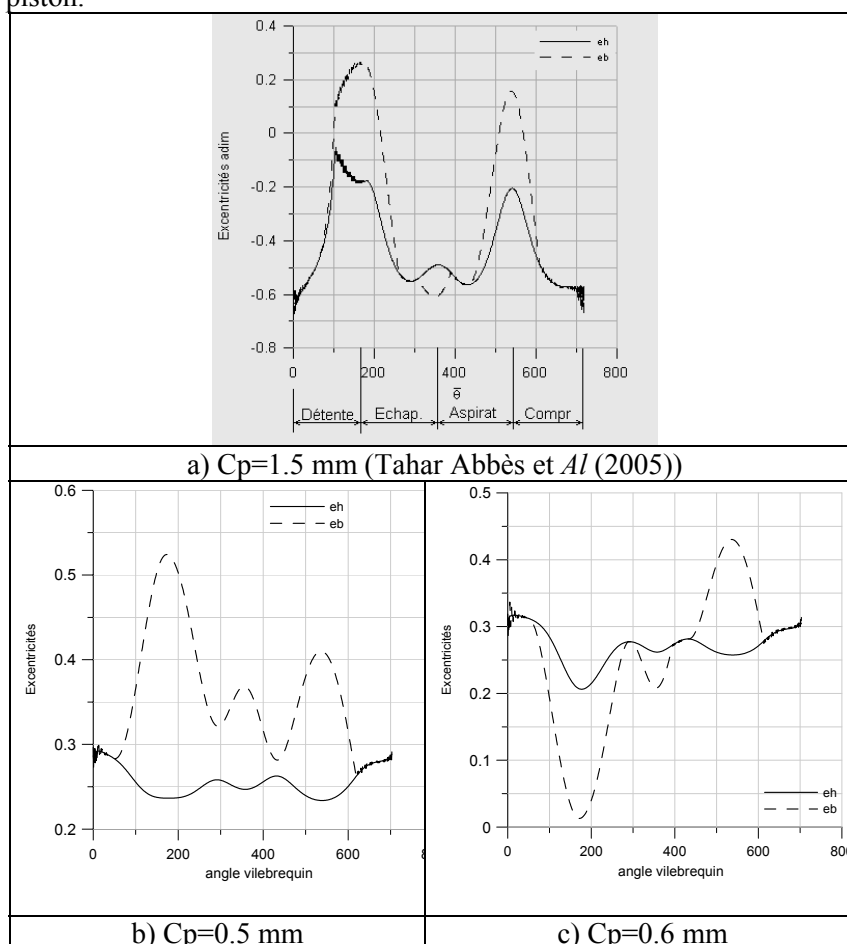 piston.
0.4
0.2
0
-0.2
-0.4
-0.6
-0.8
Excentricités adim
eh
eb
0 200 400 600 800
θ
Détente Echap. Aspirat Compr
a) Cp=1.5 mm (Tahar Abbès et Al (2005))
0.6
0.5
0.4
0.3
0.2
Excentricités
eh
eb
0 200 400 600
angle vilebrequin
b) Cp=0.5 mm
0.5
0.4
0.3
0.2
0.1
0
Excentricités
eh
eb
0 200 400 600 800
angle vilebrequin
c) Cp=0.6 mm